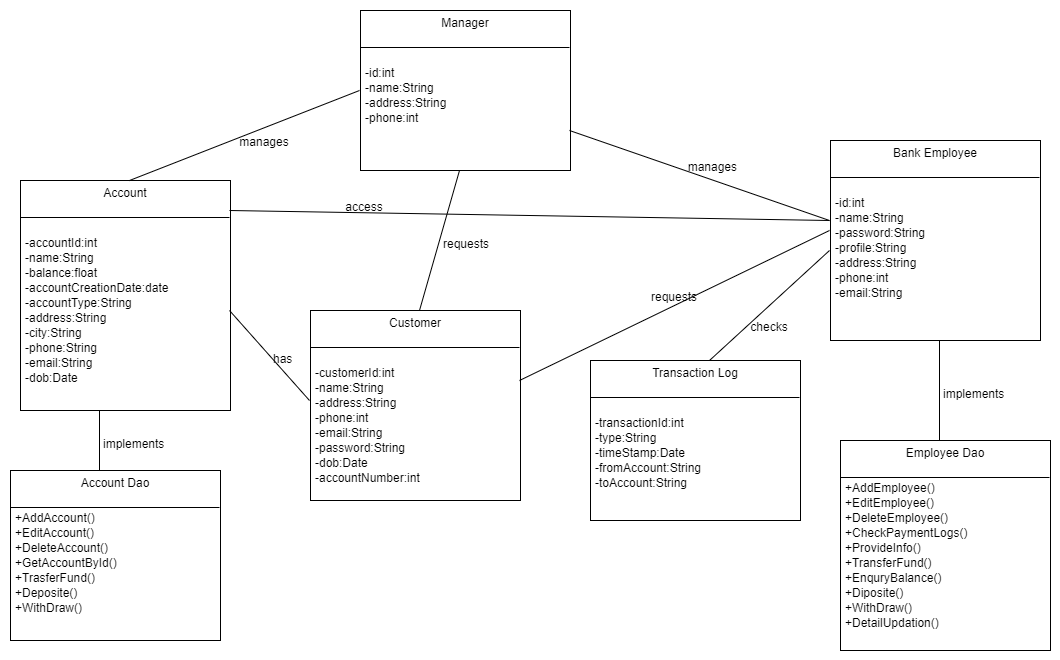 Manager
-id:int
-name:String
-address:String
-phone:int
manages
manages
Bank Employee
-id:int
-name:String
-password:String
-profile:String
-address:String
-phone:int
-email:String
Account
-accountId:int
-name:String
-balance:float
-accountCreationDate:date
-accountType:String
-address:String
-city:String
-phone:String
-email:String
-dob:Date
access
requests
requests
has
checks
Customer
-customerId:int
-name:String
-address:String
-phone:int
-email:String
-password:String
-dob:Date
-accountNumber:int
Transaction Log
-transactionId:int
-type:String
-timeStamp:Date
-fromAccount:String
-toAccount:String
implements
implements
Account Dao
+AddAccount()
+EditAccount()
+DeleteAccount()
+GetAccountById()
+TrasferFund()
+Deposite()
+WithDraw()
Employee Dao
+AddEmployee()
+EditEmployee()
+DeleteEmployee()
+CheckPaymentLogs()
+ProvideInfo()
+TransferFund()
+EnquryBalance()
+Diposite()
+WithDraw()
+DetailUpdation()